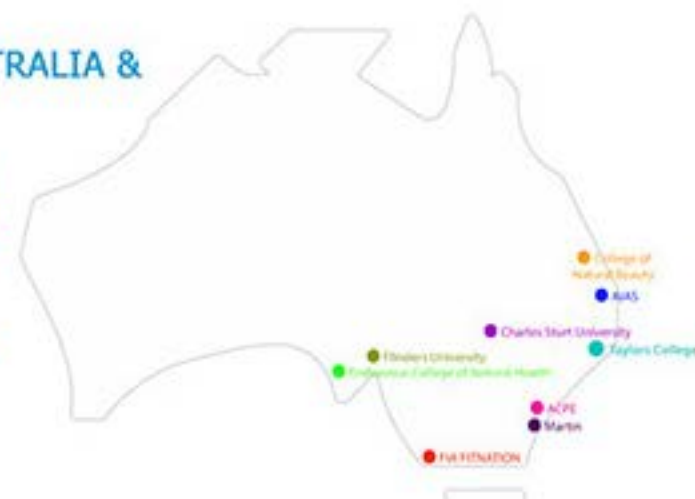 TRALIA &
College of
Natural Beauty
AIAS
Charles Sturt University
Taylors College
Flinders University
Endeavour College of Natural Health
ACPE
Martin
FIA FITNATION